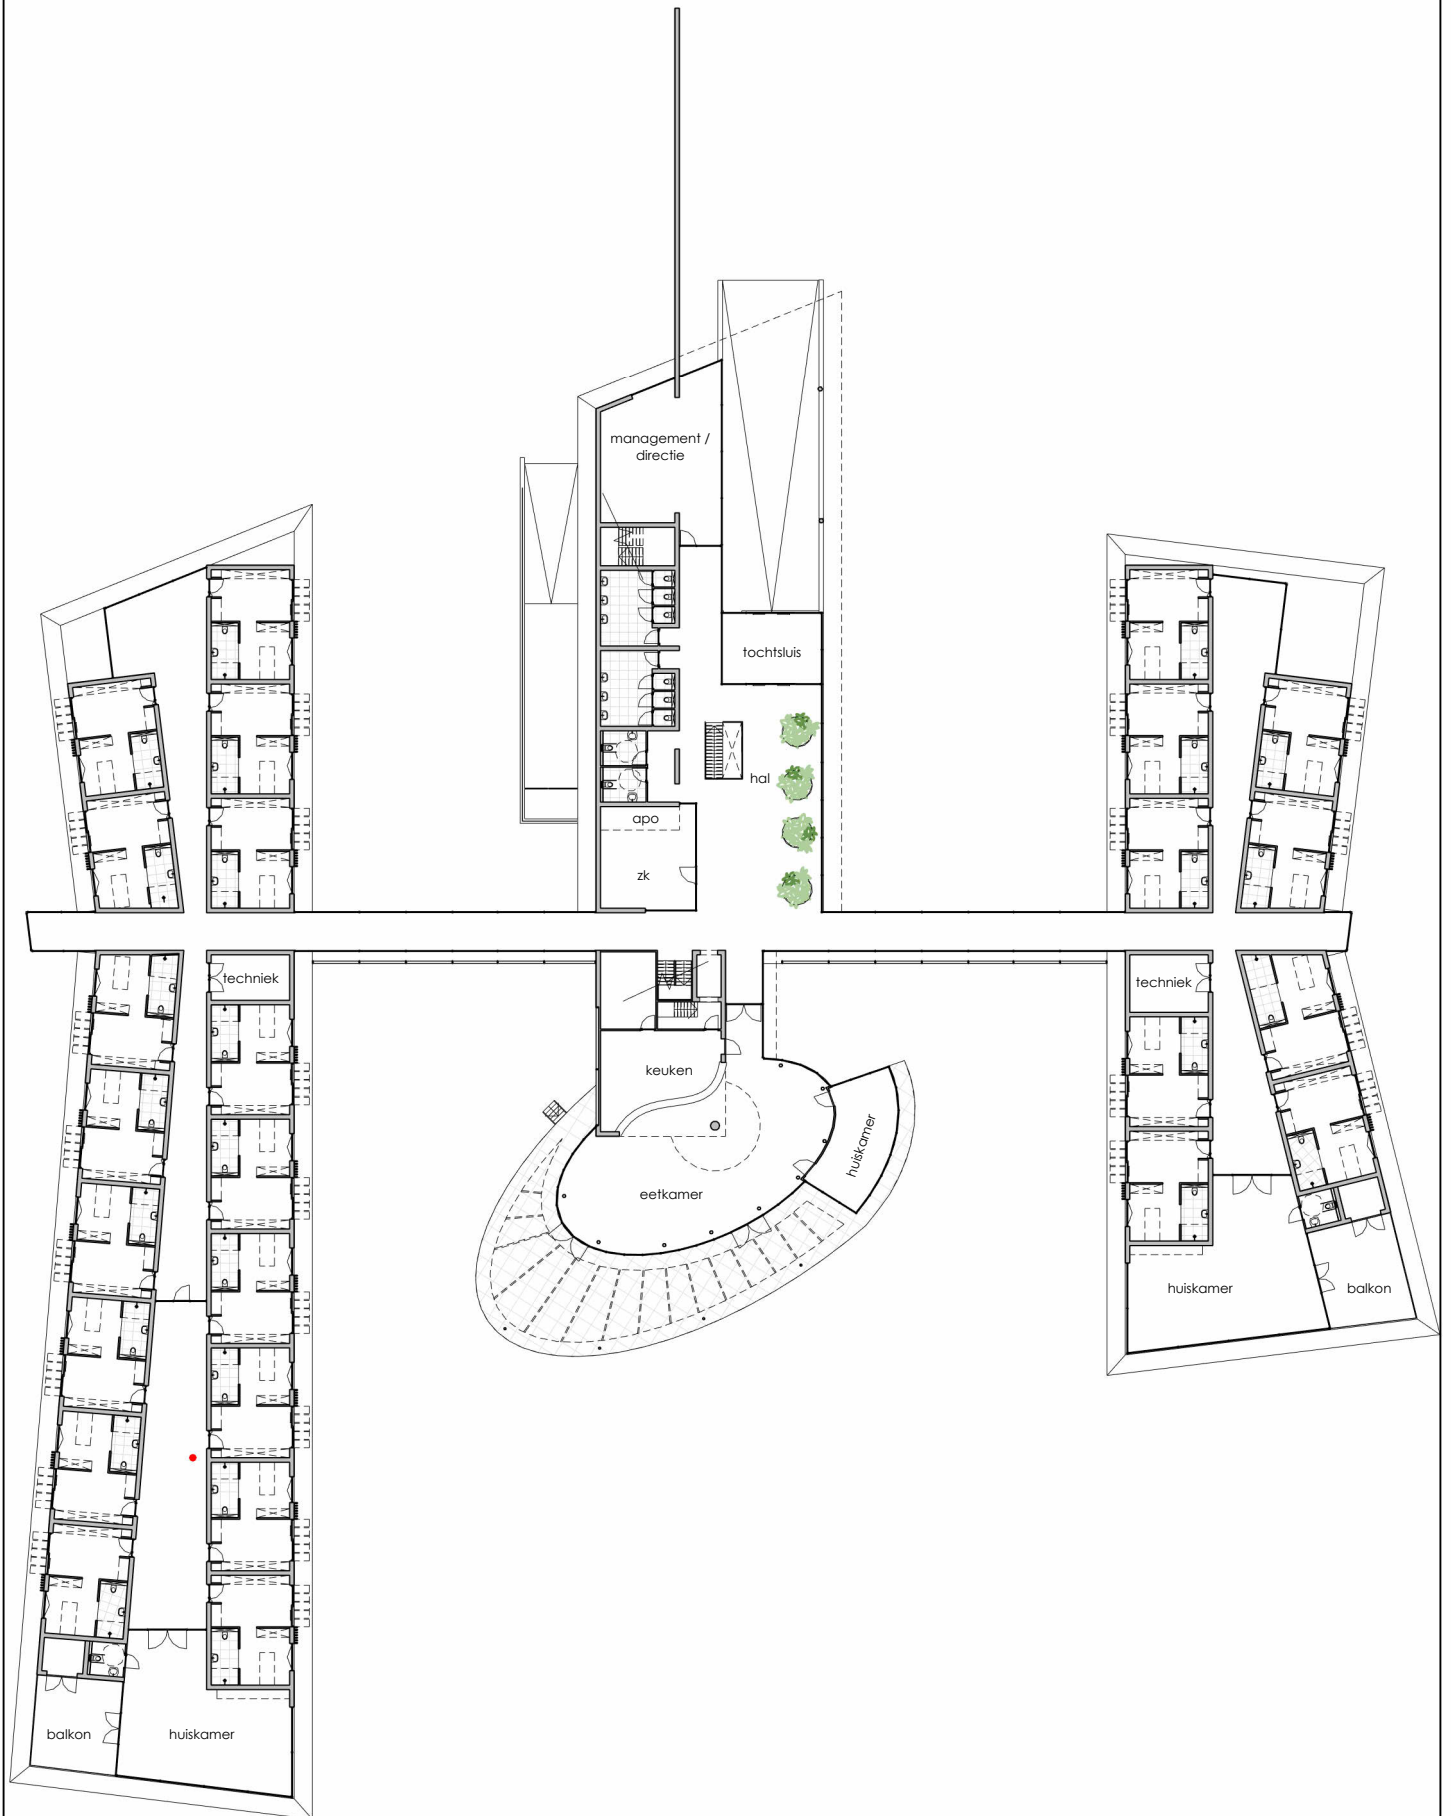 management /
directie
tochtsluis
hal
apo
zk
techniek
techniek
keuken
huiskamer
eetkamer
huiskamer
balkon
balkon
huiskamer